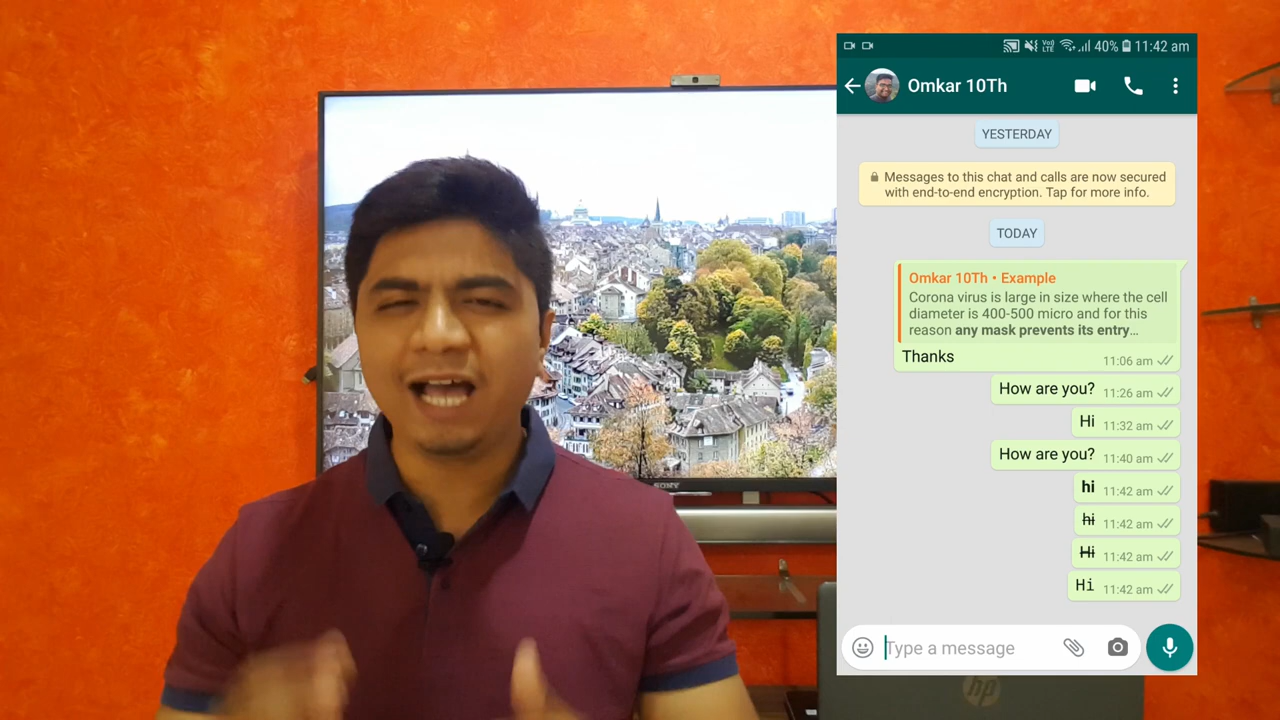 40% 11:42 am
Omkar 10Th
YESTERDAY
Messages to this chat and calls are now secured
with end-to-end encryption. Tap for more info.
TODAY
Omkar 10Th • Example
Corona virus is large in size where the cell
diameter is 400-500 micro and for this
reason any mask prevents its entry…
Thanks 11:06 am
How are you? 11:26 am
Hi 11:32 am
How are you? 11:40 am
hi 11:42 am
hi 11:42 am
Hi 11:42 am
Hi 11:42 am
Type a message
SONY
hp